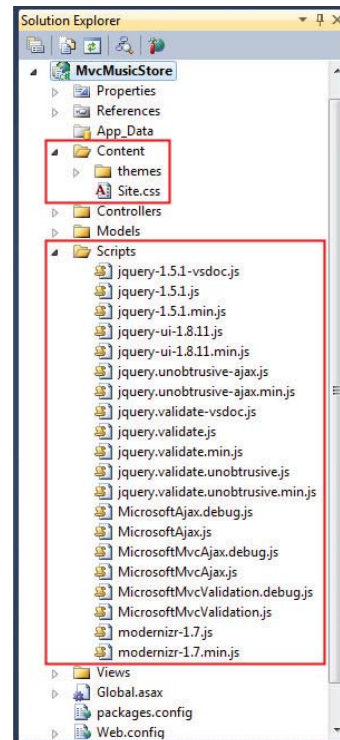 Solution Explorer
MvcMusicStore
Properties
References
App_Data
Content
themes
Site.css
Controllers
Models
Scripts
jquery-1.5.1-vsdoc.js
jquery-1.5.1.js
jquery-1.5.1.min.js
jquery-ui-1.8.11.js
jquery-ui-1.8.11.min.js
jquery.unobtrusive-ajax.js
jquery.unobtrusive-ajax.min.js
jquery.validate-vsdoc.js
jquery.validate.js
jquery.validate.min.js
jquery.validate.unobtrusive.js
jquery.validate.unobtrusive.min.js
MicrosoftAjax.debug.js
MicrosoftAjax.js
MicrosoftMvcAjax.debug.js
MicrosoftMvcAjax.js
MicrosoftMvcValidation.debug.js
MicrosoftMvcValidation.js
modernizr-1.7.js
modernizr-1.7.min.js
Views
Global.asax
packages.config
Web.config